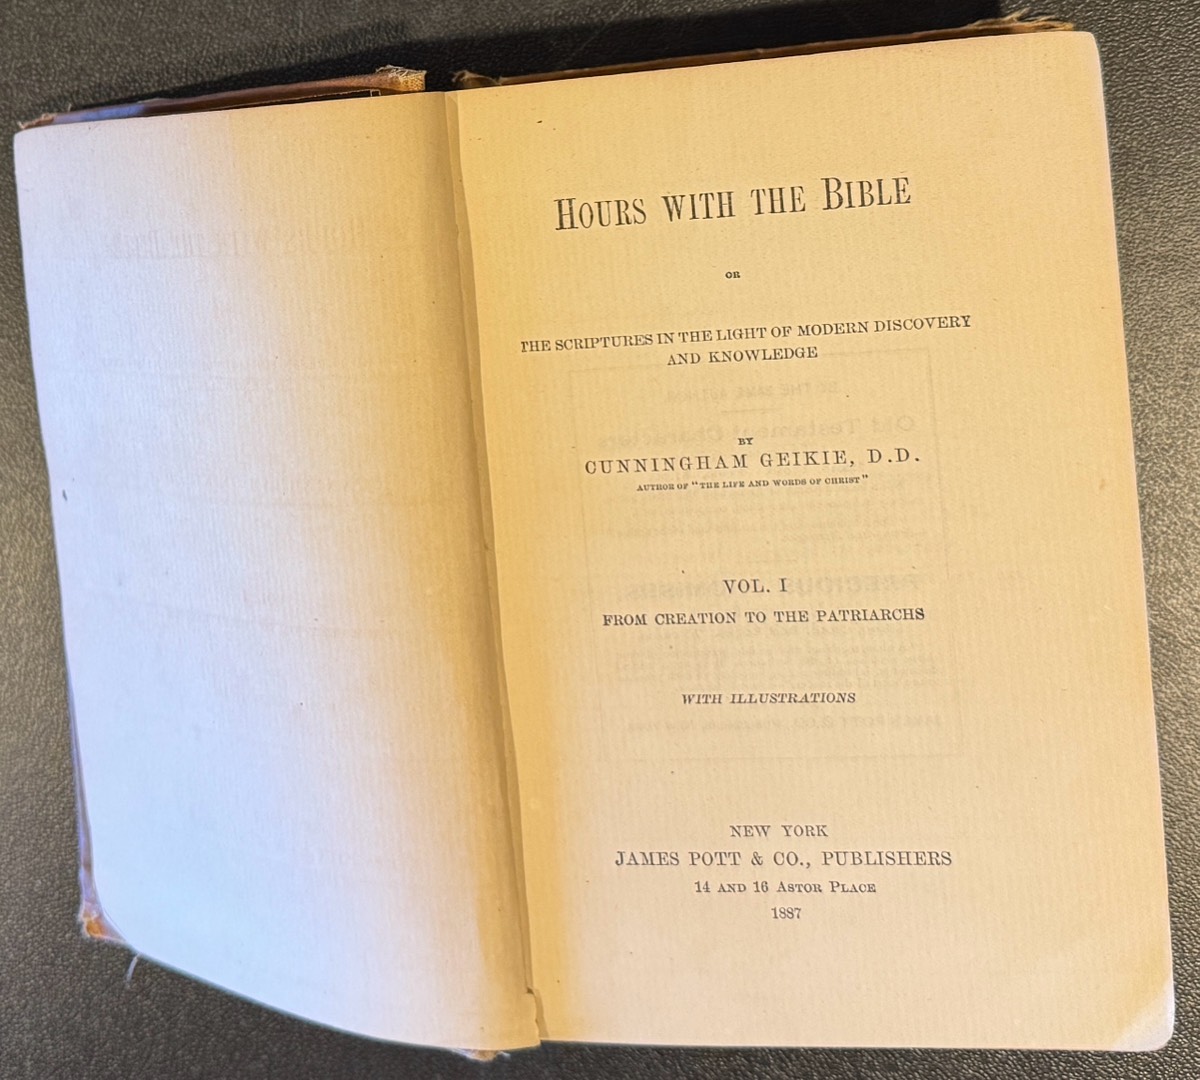 HOURS WITH THE BIBLE
OR
THE SCRIPTURES IN THE LIGHT OF MODERN DISCOVERY
AND KNOWLEDGE
BY
CUNNINGHAM GEIKIE, D.D.
AUTHOR OF "THE LIFE AND WORDS OF CHRIST"
VOL. I
FROM CREATION TO THE PATRIARCHS
WITH ILLUSTRATIONS
NEW YORK
JAMES POTT & CO., PUBLISHERS
14 AND 16 ASTOR PLACE
1887